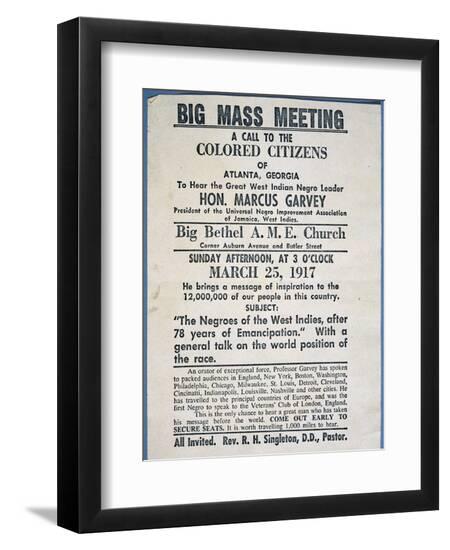 BIG MASS MEETING
A CALL TO THE
COLORED CITIZENS
OF
ATLANTA, GEORGIA
To Hear the Great West Indian Negro Leader
HON. MARCUS GARVEY
President of the Universal Negro Improvement Association
of Jamaica, West Indies.
Big Bethel A. M. E. Church
Corner Auburn Avenue and Butler Street
SUNDAY AFTERNOON, AT 3 O'CLOCK
MARCH 25, 1917
He brings a message of inspiration to the
12,000,000 of our people in this country.
SUBJECT:
"The Negroes of the West Indies, after
78 years of Emancipation." With a
general talk on the world position of
the race.
An orator of exceptional force, Professor Garvey has spoken
to packed audiences in England, New York, Boston, Washington,
Philadelphia, Chicago, Milwaukee, St. Louis, Detroit, Cleveland,
Cincinatti, Indianapolis, Louisville, Nashville and other cities. He
has travelled to the principal countries of Europe, and was the
first Negro to speak to the Veterans' Club of London, England.
This is the only chance to hear a great man who has taken
his message before the world. COME OUT EARLY TO
SECURE SEATS. It is worth travelling 1,000 miles to hear.
All Invited. Rev. R. H. Singleton, D.D., Pastor.